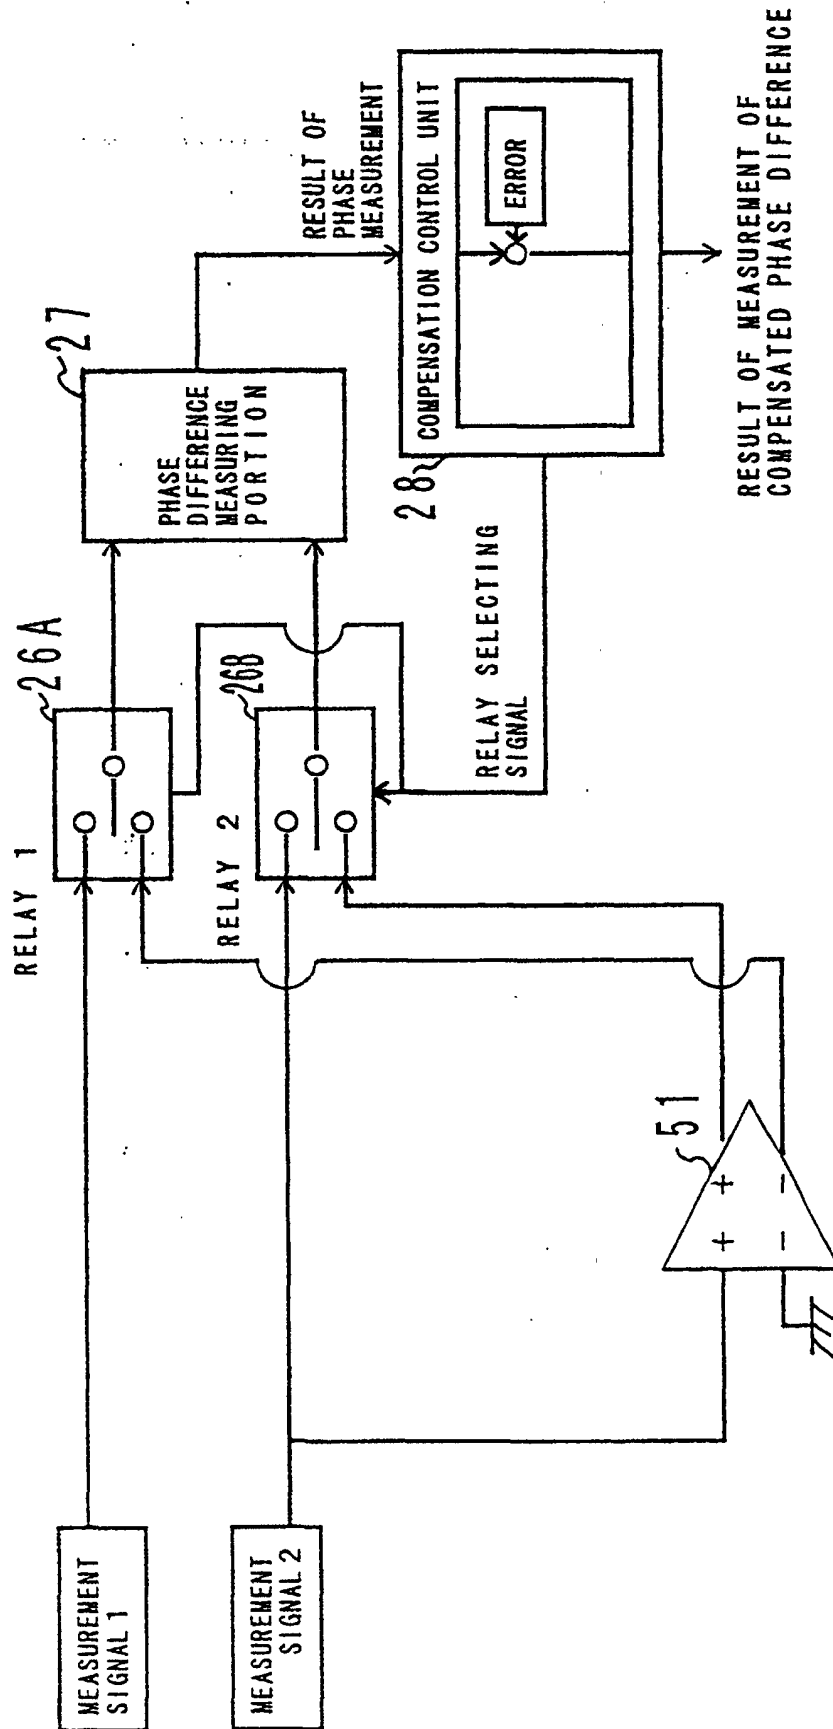 MEASUREMENT
SIGNAL 1
MEASUREMENT
SIGNAL 2
RELAY 1
26A
RELAY 2
26B
+ +
- -
51
PHASE
DIFFERENCE
MEASURING
PORTION
27
RELAY SELECTING
SIGNAL
RESULT OF
PHASE
MEASUREMENT
28
COMPENSATION CONTROL UNIT
ERROR
RESULT OF MEASUREMENT OF
COMPENSATED PHASE DIFFERENCE